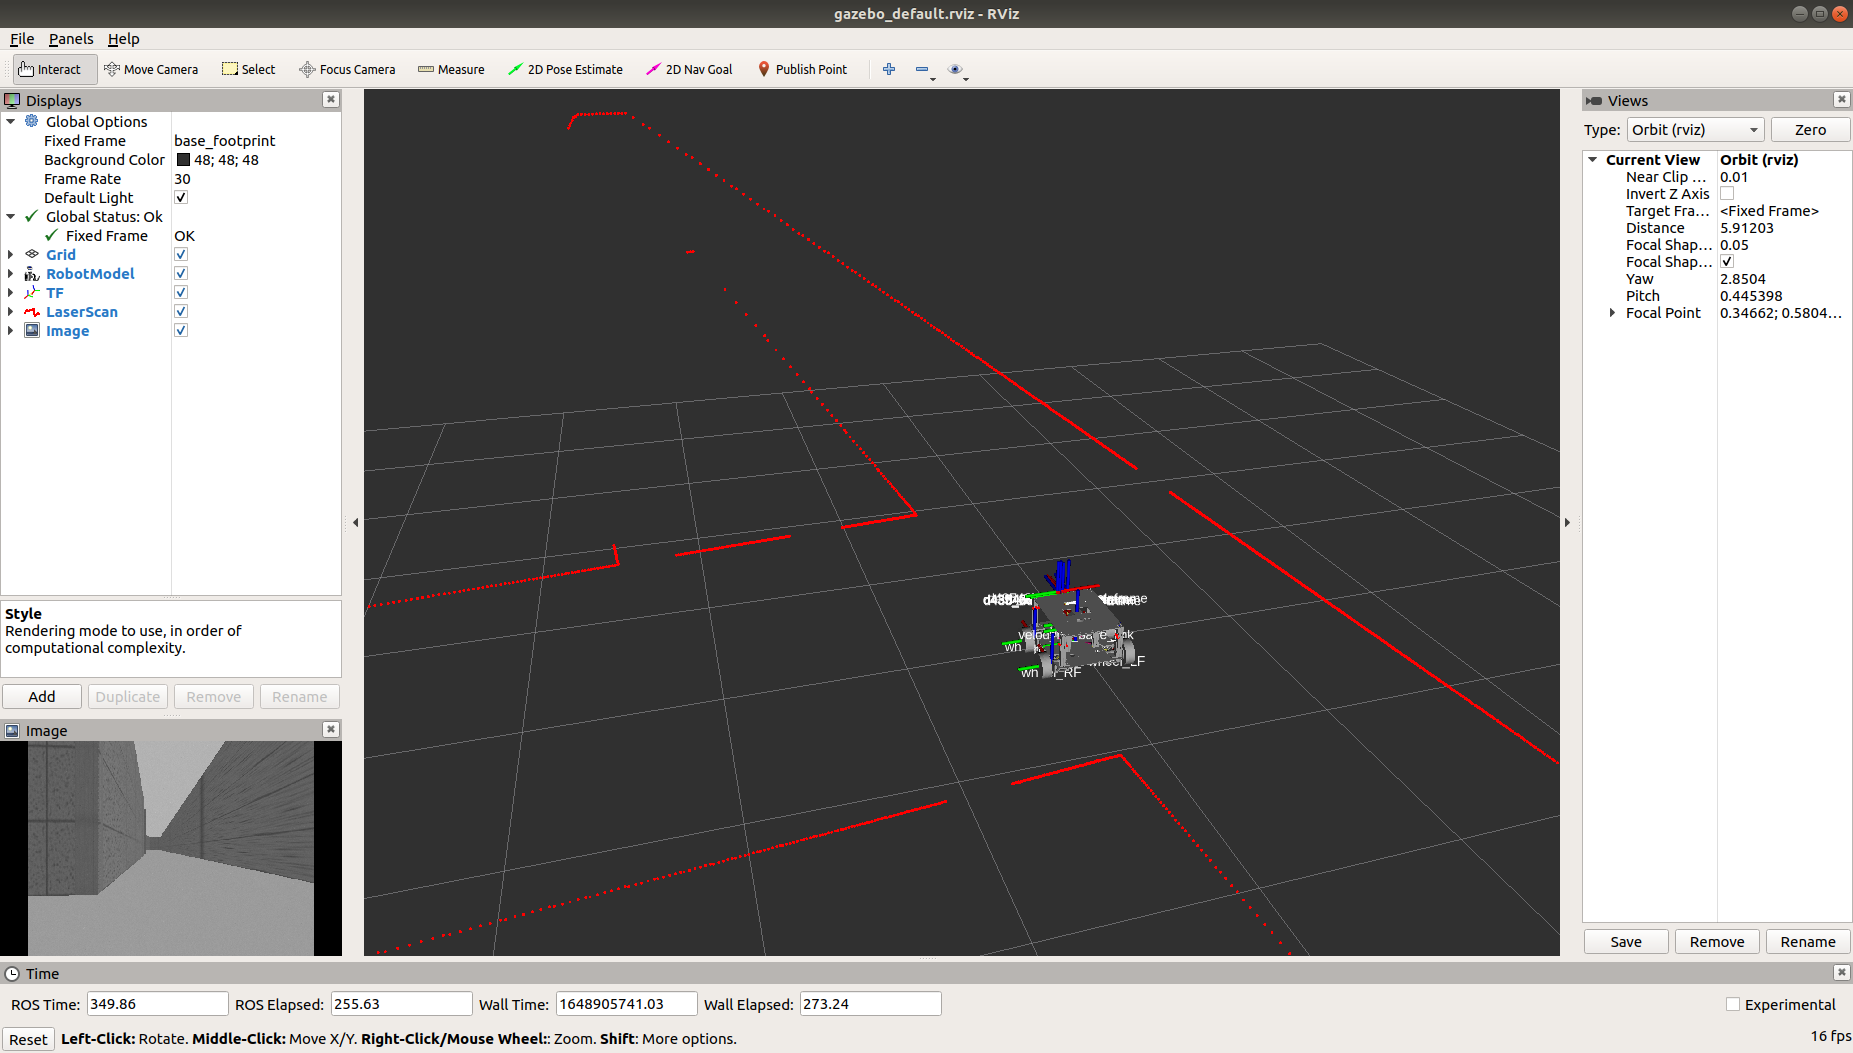 gazebo_default.rviz - RViz
File Panels Help
Interact Move Camera Select Focus Camera Measure 2D Pose Estimate 2D Nav Goal Publish Point
Displays
Global Options
Fixed Frame base_footprint
Background Color 48; 48; 48
Frame Rate 30
Default Light
Global Status: Ok
Fixed Frame OK
Grid
RobotModel
TF
LaserScan
Image
Style
Rendering mode to use, in order of
computational complexity.
Add Duplicate Remove Rename
Image
wheel_LF
Views
Type: Orbit (rviz) Zero
Current View Orbit (rviz)
Near Clip ... 0.01
Invert Z Axis
Target Fra... <Fixed Frame>
Distance 5.91203
Focal Shap... 0.05
Focal Shap...
Yaw 2.8504
Pitch 0.445398
Focal Point 0.34662; 0.5804...
Save Remove Rename
Time
ROS Time: 349.86 ROS Elapsed: 255.63 Wall Time: 1648905741.03 Wall Elapsed: 273.24 Experimental
Reset Left-Click: Rotate. Middle-Click: Move X/Y. Right-Click/Mouse Wheel:: Zoom. Shift: More options. 16 fps